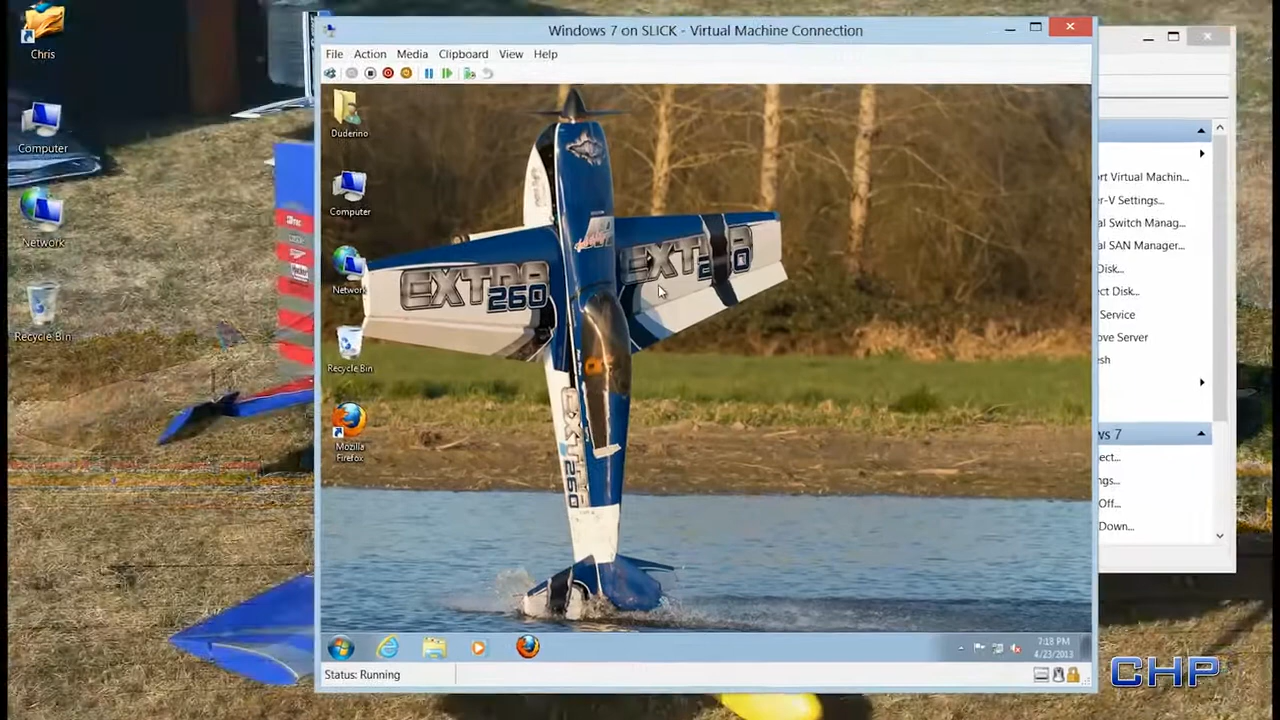 Windows 7 on SLICK - Virtual Machine Connection
File Action Media Clipboard View Help
Chris
Computer
Network
Recycle Bin
Duderino
Computer
Network
Recycle Bin
Mozilla
Firefox
EXTRA
260
EXTRA
260
EXTRA 260
rt Virtual Machin...
r-V Settings...
al Switch Manag...
al SAN Manager...
Disk...
ect Disk...
Service
ove Server
esh
ws 7
ect...
ngs...
Off...
Down...
7:18 PM
4/23/2013
Status: Running
CHP